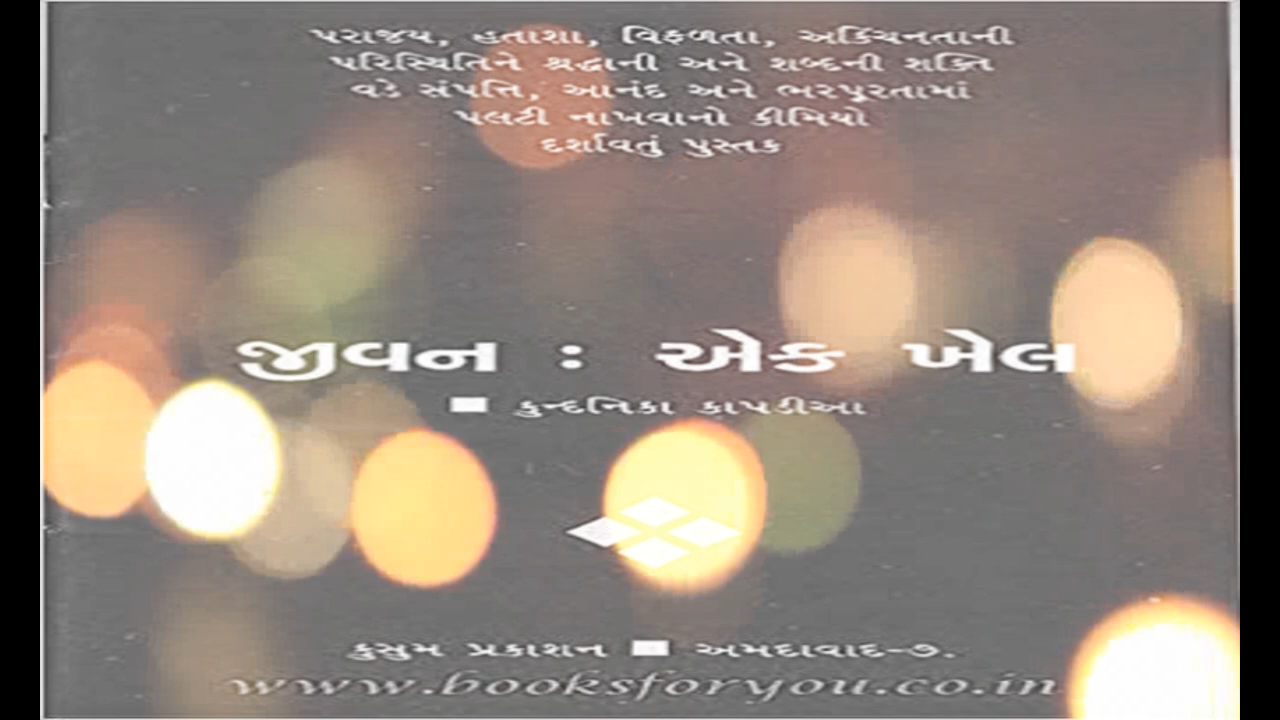 પરાજય, હતાશા, વિફળતા, અકિંચનતાની
પરિસ્થિતિને શ્રદ્ધાની અને શબ્દની શક્તિ
વડે સંપત્તિ, આનંદ અને ભરપૂરતામાં
પલટી નાખવાનો કીમિયો
દર્શાવતું પુસ્તક
જીવન : એક ખેલ
■ કુન્દનિકા કાપડીઆ
કુસુમ પ્રકાશન ■ અમદાવાદ-૭.
www.booksforyou.co.in